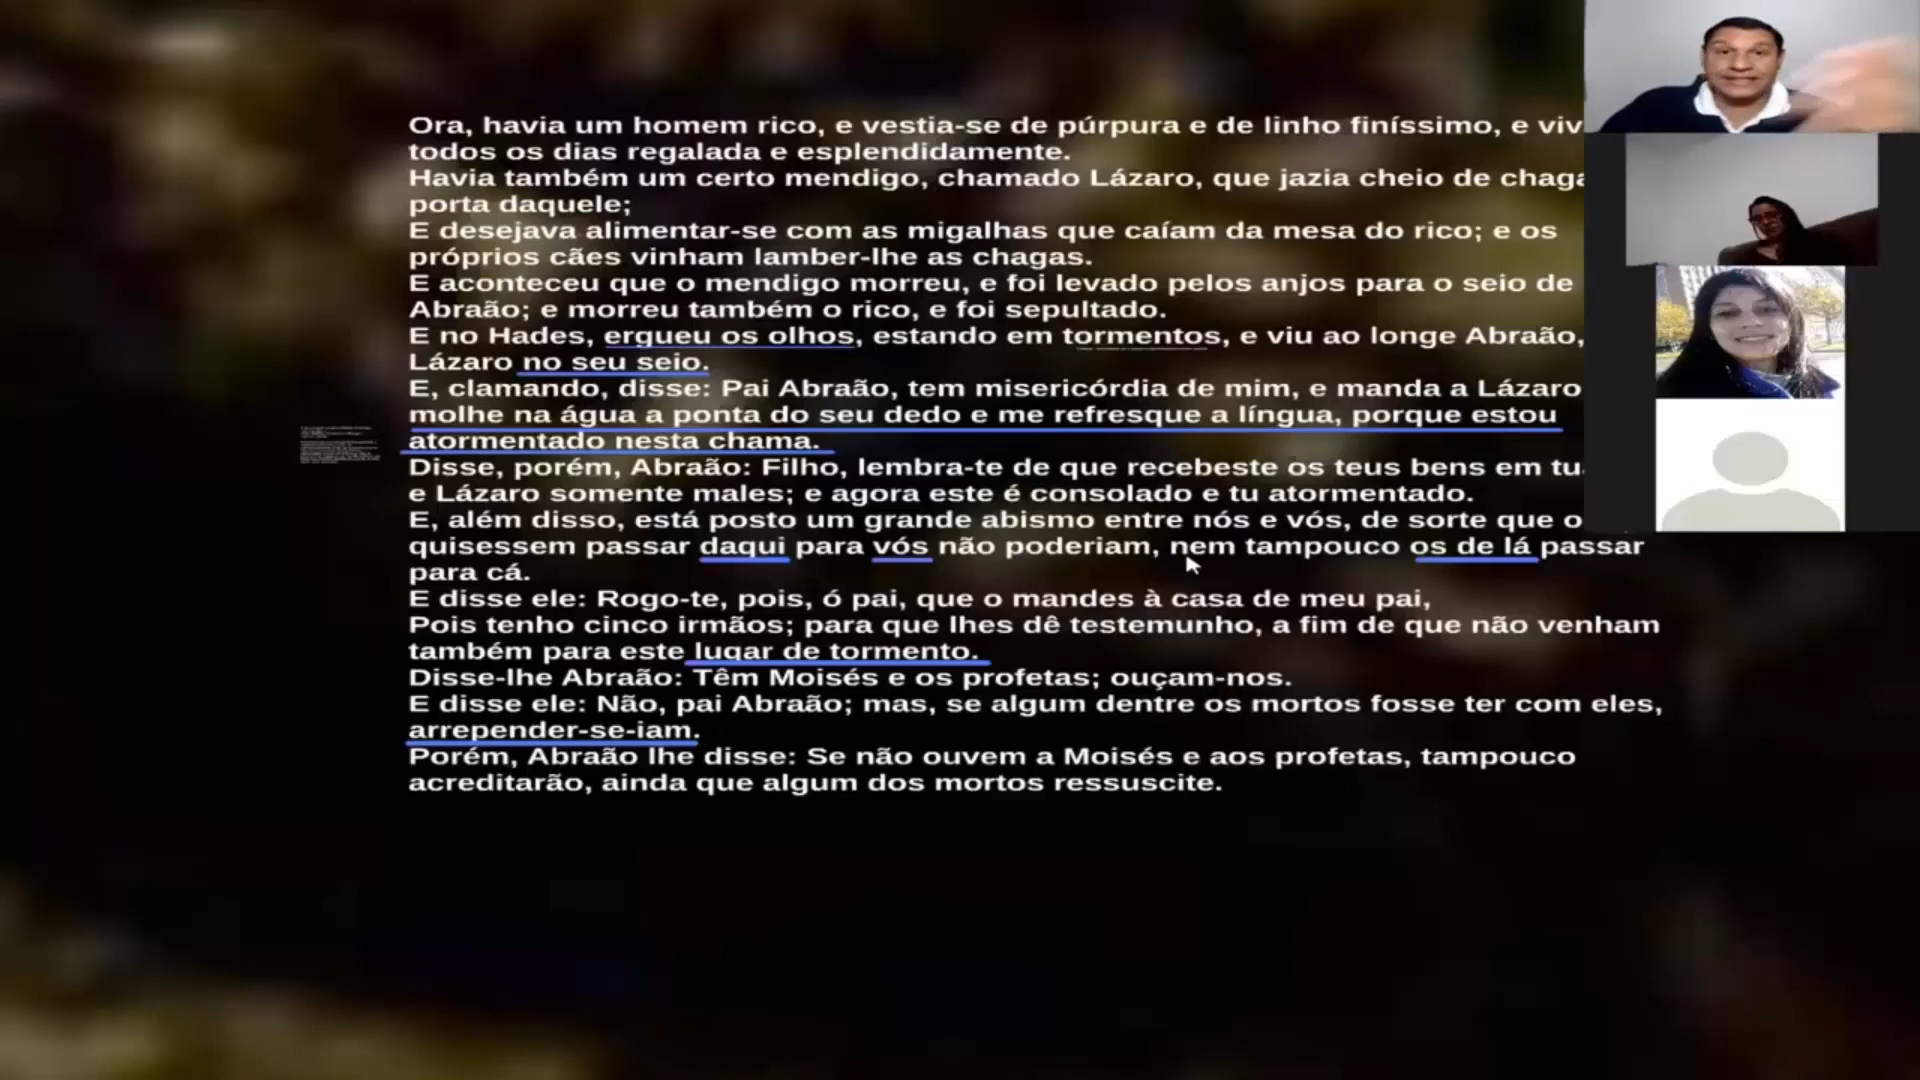 Ora, havia um homem rico, e vestia-se de púrpura e de linho finíssimo, e viv
todos os dias regalada e esplendidamente.
Havia também um certo mendigo, chamado Lázaro, que jazia cheio de chaga
porta daquele;
E desejava alimentar-se com as migalhas que caíam da mesa do rico; e os
próprios cães vinham lamber-lhe as chagas.
E aconteceu que o mendigo morreu, e foi levado pelos anjos para o seio de
Abraão; e morreu também o rico, e foi sepultado.
E no Hades, ergueu os olhos, estando em tormentos, e viu ao longe Abraão,
Lázaro no seu seio.
E, clamando, disse: Pai Abraão, tem misericórdia de mim, e manda a Lázaro
molhe na água a ponta do seu dedo e me refresque a língua, porque estou
atormentado nesta chama.
Disse, porém, Abraão: Filho, lembra-te de que recebeste os teus bens em tu
e Lázaro somente males; e agora este é consolado e tu atormentado.
E, além disso, está posto um grande abismo entre nós e vós, de sorte que o
quisessem passar daqui para vós não poderiam, nem tampouco os de lá passar
para cá.
E disse ele: Rogo-te, pois, ó pai, que o mandes à casa de meu pai,
Pois tenho cinco irmãos; para que lhes dê testemunho, a fim de que não venham
também para este lugar de tormento.
Disse-lhe Abraão: Têm Moisés e os profetas; ouçam-nos.
E disse ele: Não, pai Abraão; mas, se algum dentre os mortos fosse ter com eles,
arrepender-se-iam.
Porém, Abraão lhe disse: Se não ouvem a Moisés e aos profetas, tampouco
acreditarão, ainda que algum dos mortos ressuscite.